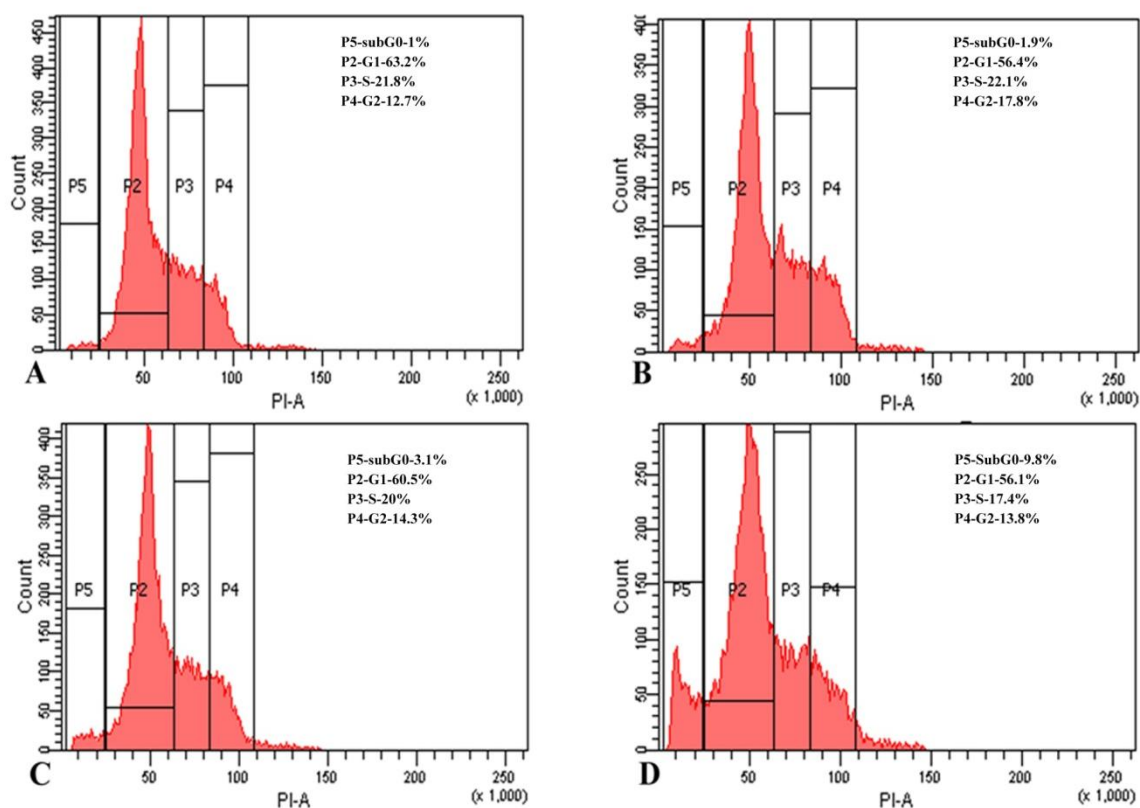 P5-subG0-1%
P2-G1-63.2%
P3-S-21.8%
P4-G2-12.7%
Count
0 50 100 150 200 250 300 350 400 450
P5 P2 P3 P4
50 100 150 200 250
(x 1,000)
PI-A
A
P5-subG0-1.9%
P2-G1-56.4%
P3-S-22.1%
P4-G2-17.8%
Count
0 50 100 150 200 250 300 350 400
P5 P2 P3 P4
50 100 150 200 250
(x 1,000)
PI-A
B
P5-subG0-3.1%
P2-G1-60.5%
P3-S-20%
P4-G2-14.3%
Count
0 50 100 150 200 250 300 350 400
P5 P2 P3 P4
50 100 150 200 250
(x 1,000)
PI-A
C
P5-SubG0-9.8%
P2-G1-56.1%
P3-S-17.4%
P4-G2-13.8%
Count
0 50 100 150 200 250
P5 P2 P3 P4
50 100 150 200 250
(x 1,000)
PI-A
D